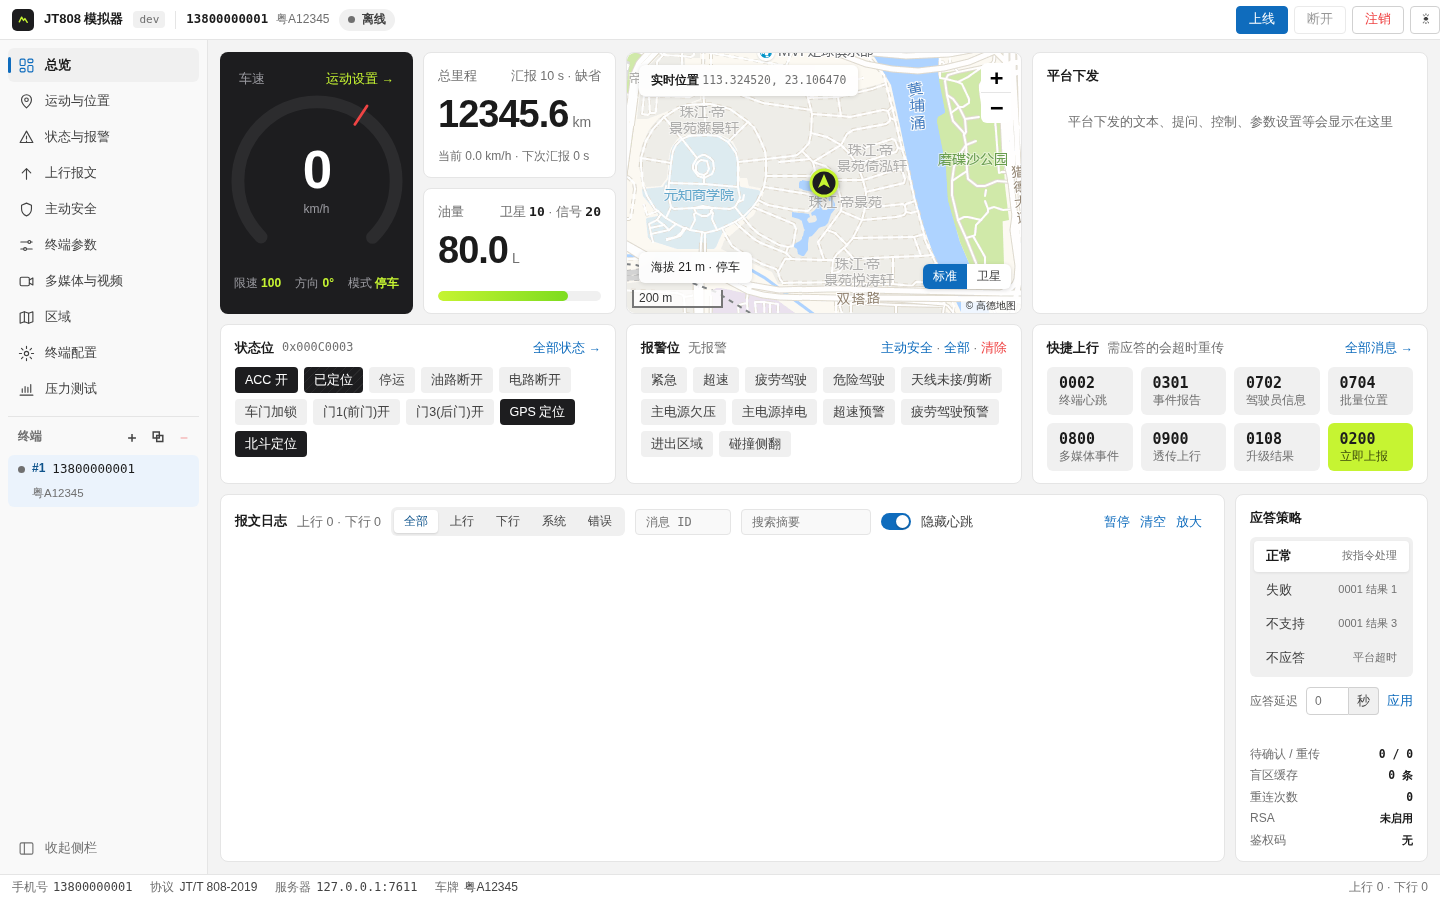 JT808 模拟器 dev 13800000001 粤A12345 离线 上线 断开 注销
总览
运动与位置
状态与报警
上行报文
主动安全
终端参数
多媒体与视频
区域
终端配置
压力测试
终端 + −
#1 13800000001
粤A12345
收起侧栏
车速 运动设置 →
0
km/h
限速 100 方向 0° 模式 停车
总里程 汇报 10 s · 缺省
12345.6 km
当前 0.0 km/h · 下次汇报 0 s
油量 卫星 10 · 信号 20
80.0 L
实时位置 113.324520, 23.106470
+
−
黄埔涌
珠江·帝
景苑灏景轩
珠江·帝
景苑倚泓轩
磨碟沙公园
元知商学院
珠江·帝景苑
珠江·帝
景苑悦涛轩
双塔路
海拔 21 m · 停车
标准 卫星
200 m
© 高德地图
平台下发
平台下发的文本、提问、控制、参数设置等会显示在这里
状态位 0x000C0003 全部状态 →
ACC 开 已定位 停运 油路断开 电路断开
车门加锁 门1(前门)开 门3(后门)开 GPS 定位
北斗定位
报警位 无报警 主动安全 · 全部 · 清除
紧急 超速 疲劳驾驶 危险驾驶 天线未接/剪断
主电源欠压 主电源掉电 超速预警 疲劳驾驶预警
进出区域 碰撞侧翻
快捷上行 需应答的会超时重传 全部消息 →
0002 0301 0702 0704
终端心跳 事件报告 驾驶员信息 批量位置
0800 0900 0108 0200
多媒体事件 透传上行 升级结果 立即上报
报文日志 上行 0 · 下行 0 全部 上行 下行 系统 错误 消息 ID 搜索摘要 隐藏心跳 暂停 清空 放大
应答策略
正常 按指令处理
失败 0001 结果 1
不支持 0001 结果 3
不应答 平台超时
应答延迟 0 秒 应用
待确认 / 重传 0 / 0
盲区缓存 0 条
重连次数 0
RSA 未启用
鉴权码 无
手机号 13800000001 协议 JT/T 808-2019 服务器 127.0.0.1:7611 车牌 粤A12345 上行 0 · 下行 0